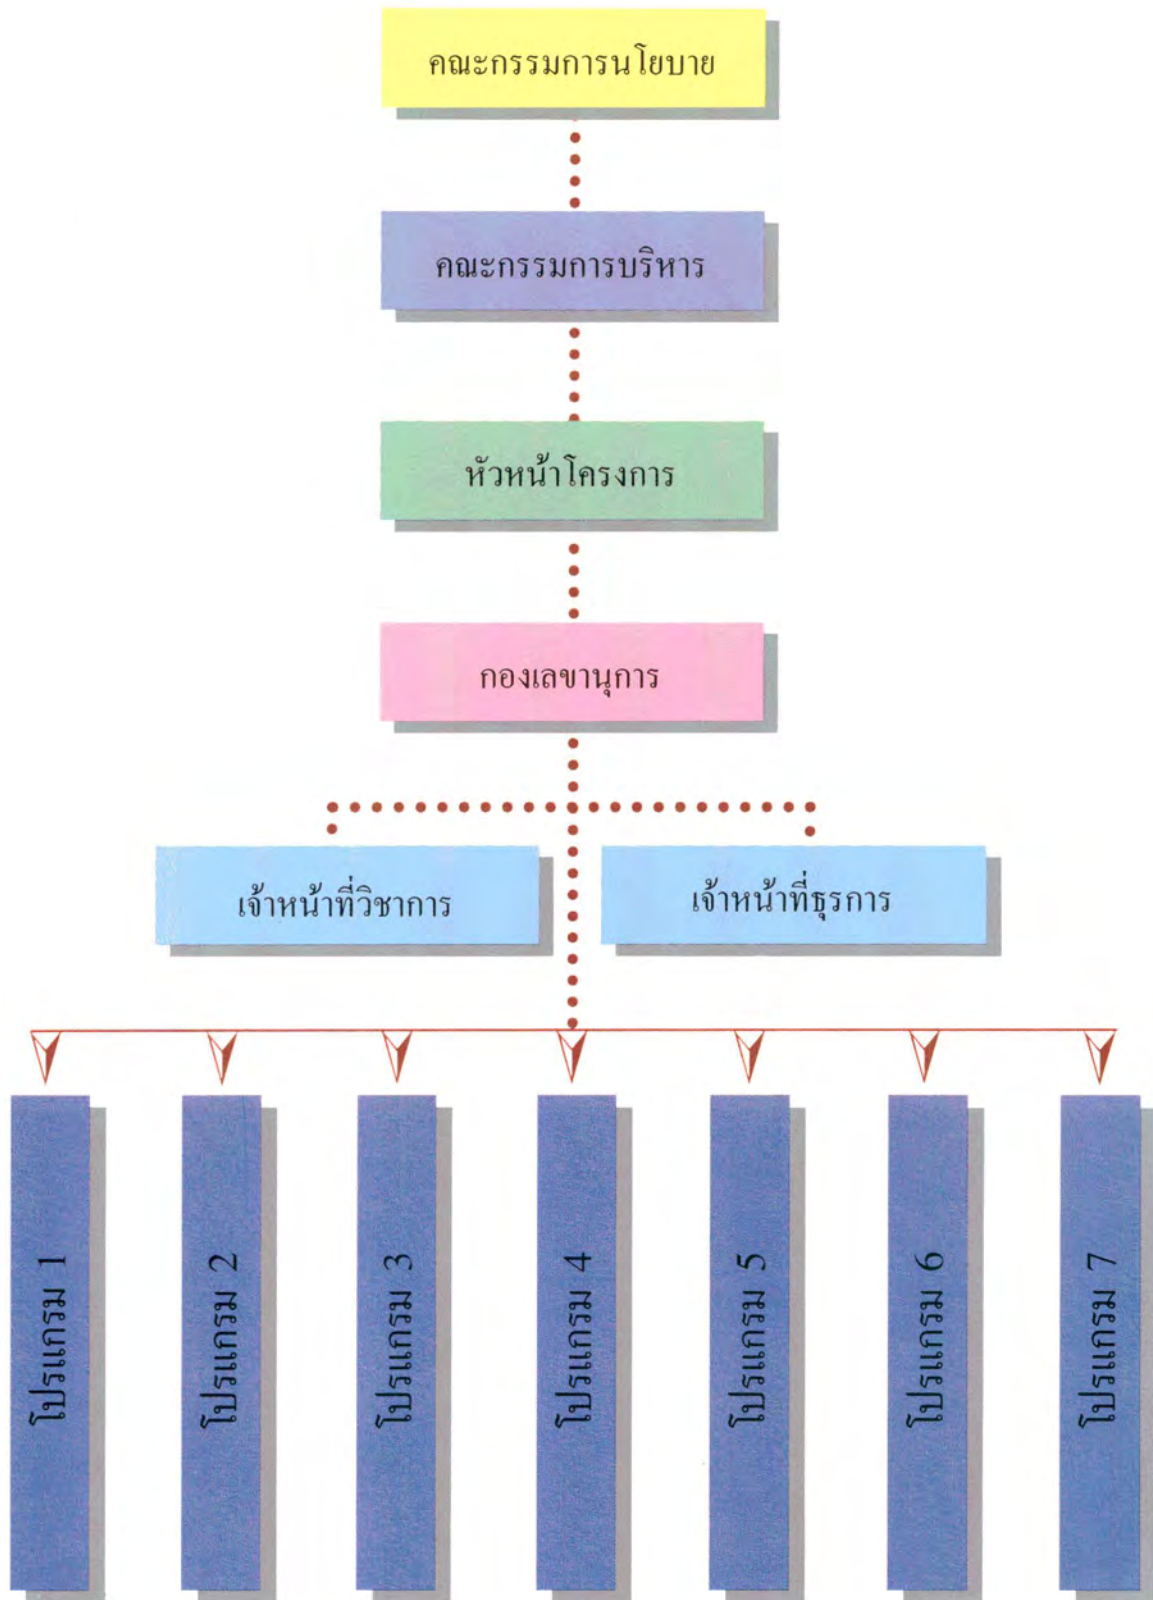 คณะกรรมการนโยบาย
คณะกรรมการบริหาร
หัวหน้าโครงการ
กองเลขานุการ
เจ้าหน้าที่วิชาการ
เจ้าหน้าที่ธุรการ
โปรแกรม 1
โปรแกรม 2
โปรแกรม 3
โปรแกรม 4
โปรแกรม 5
โปรแกรม 6
โปรแกรม 7